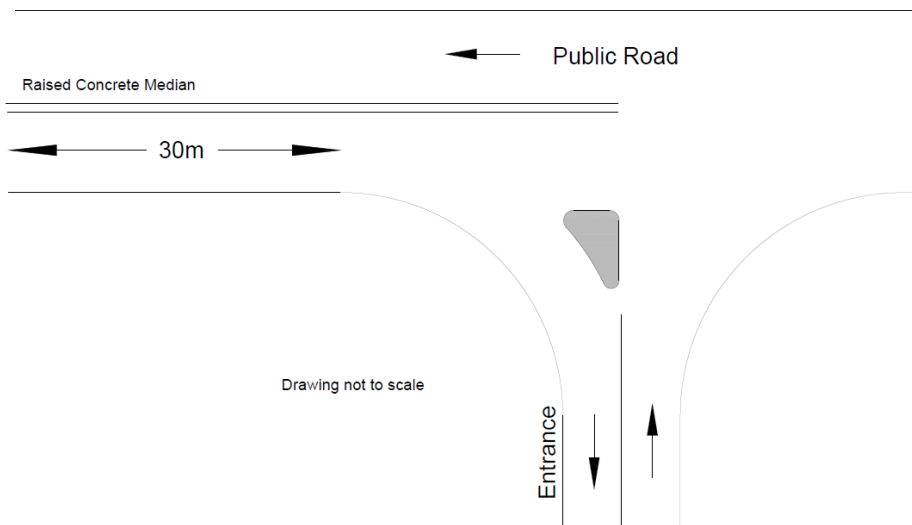 Public Road
Raised Concrete Median
30m
Drawing not to scale
Entrance